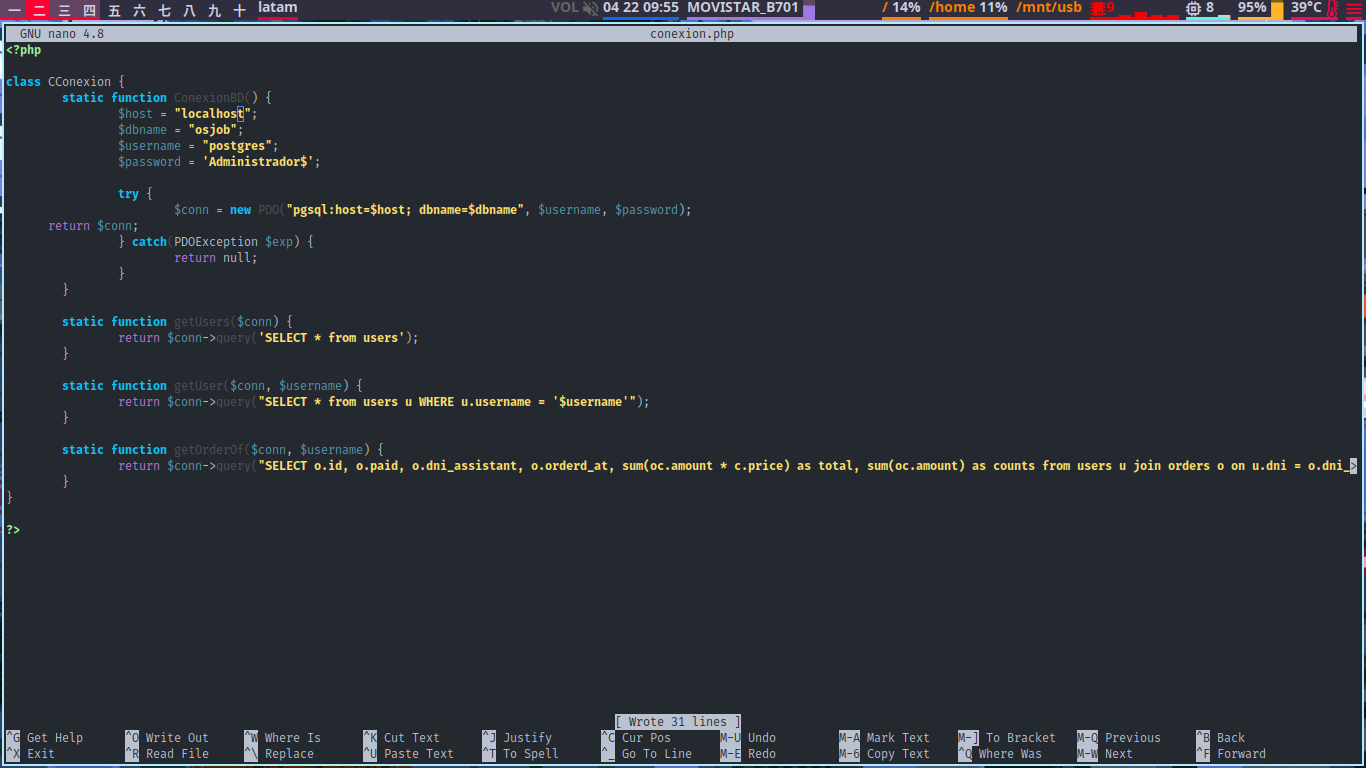 一 二 三 四 五 六 七 八 九 十 latam VOL 04 22 09:55 MOVISTAR_B701 / 14% /home 11% /mnt/usb 9 8 95% 39°C
GNU nano 4.8 conexion.php
<?php
class CConexion {
static function ConexionBD() {
$host = "localhost";
$dbname = "osjob";
$username = "postgres";
$password = 'Administrador$';
try {
$conn = new PDO("pgsql:host=$host; dbname=$dbname", $username, $password);
return $conn;
} catch(PDOException $exp) {
return null;
}
}
static function getUsers($conn) {
return $conn->query('SELECT * from users');
}
static function getUser($conn, $username) {
return $conn->query("SELECT * from users u WHERE u.username = '$username'");
}
static function getOrderOf($conn, $username) {
return $conn->query("SELECT o.id, o.paid, o.dni_assistant, o.orderd_at, sum(oc.amount * c.price) as total, sum(oc.amount) as counts from users u join orders o on u.dni = o.dni_>
}
}
?>
[ Wrote 31 lines ]
^G Get Help ^O Write Out ^W Where Is ^K Cut Text ^J Justify ^C Cur Pos M-U Undo M-A Mark Text M-] To Bracket M-Q Previous ^B Back
^X Exit ^R Read File ^\ Replace ^U Paste Text ^T To Spell ^_ Go To Line M-E Redo M-6 Copy Text ^Q Where Was M-W Next ^F Forward